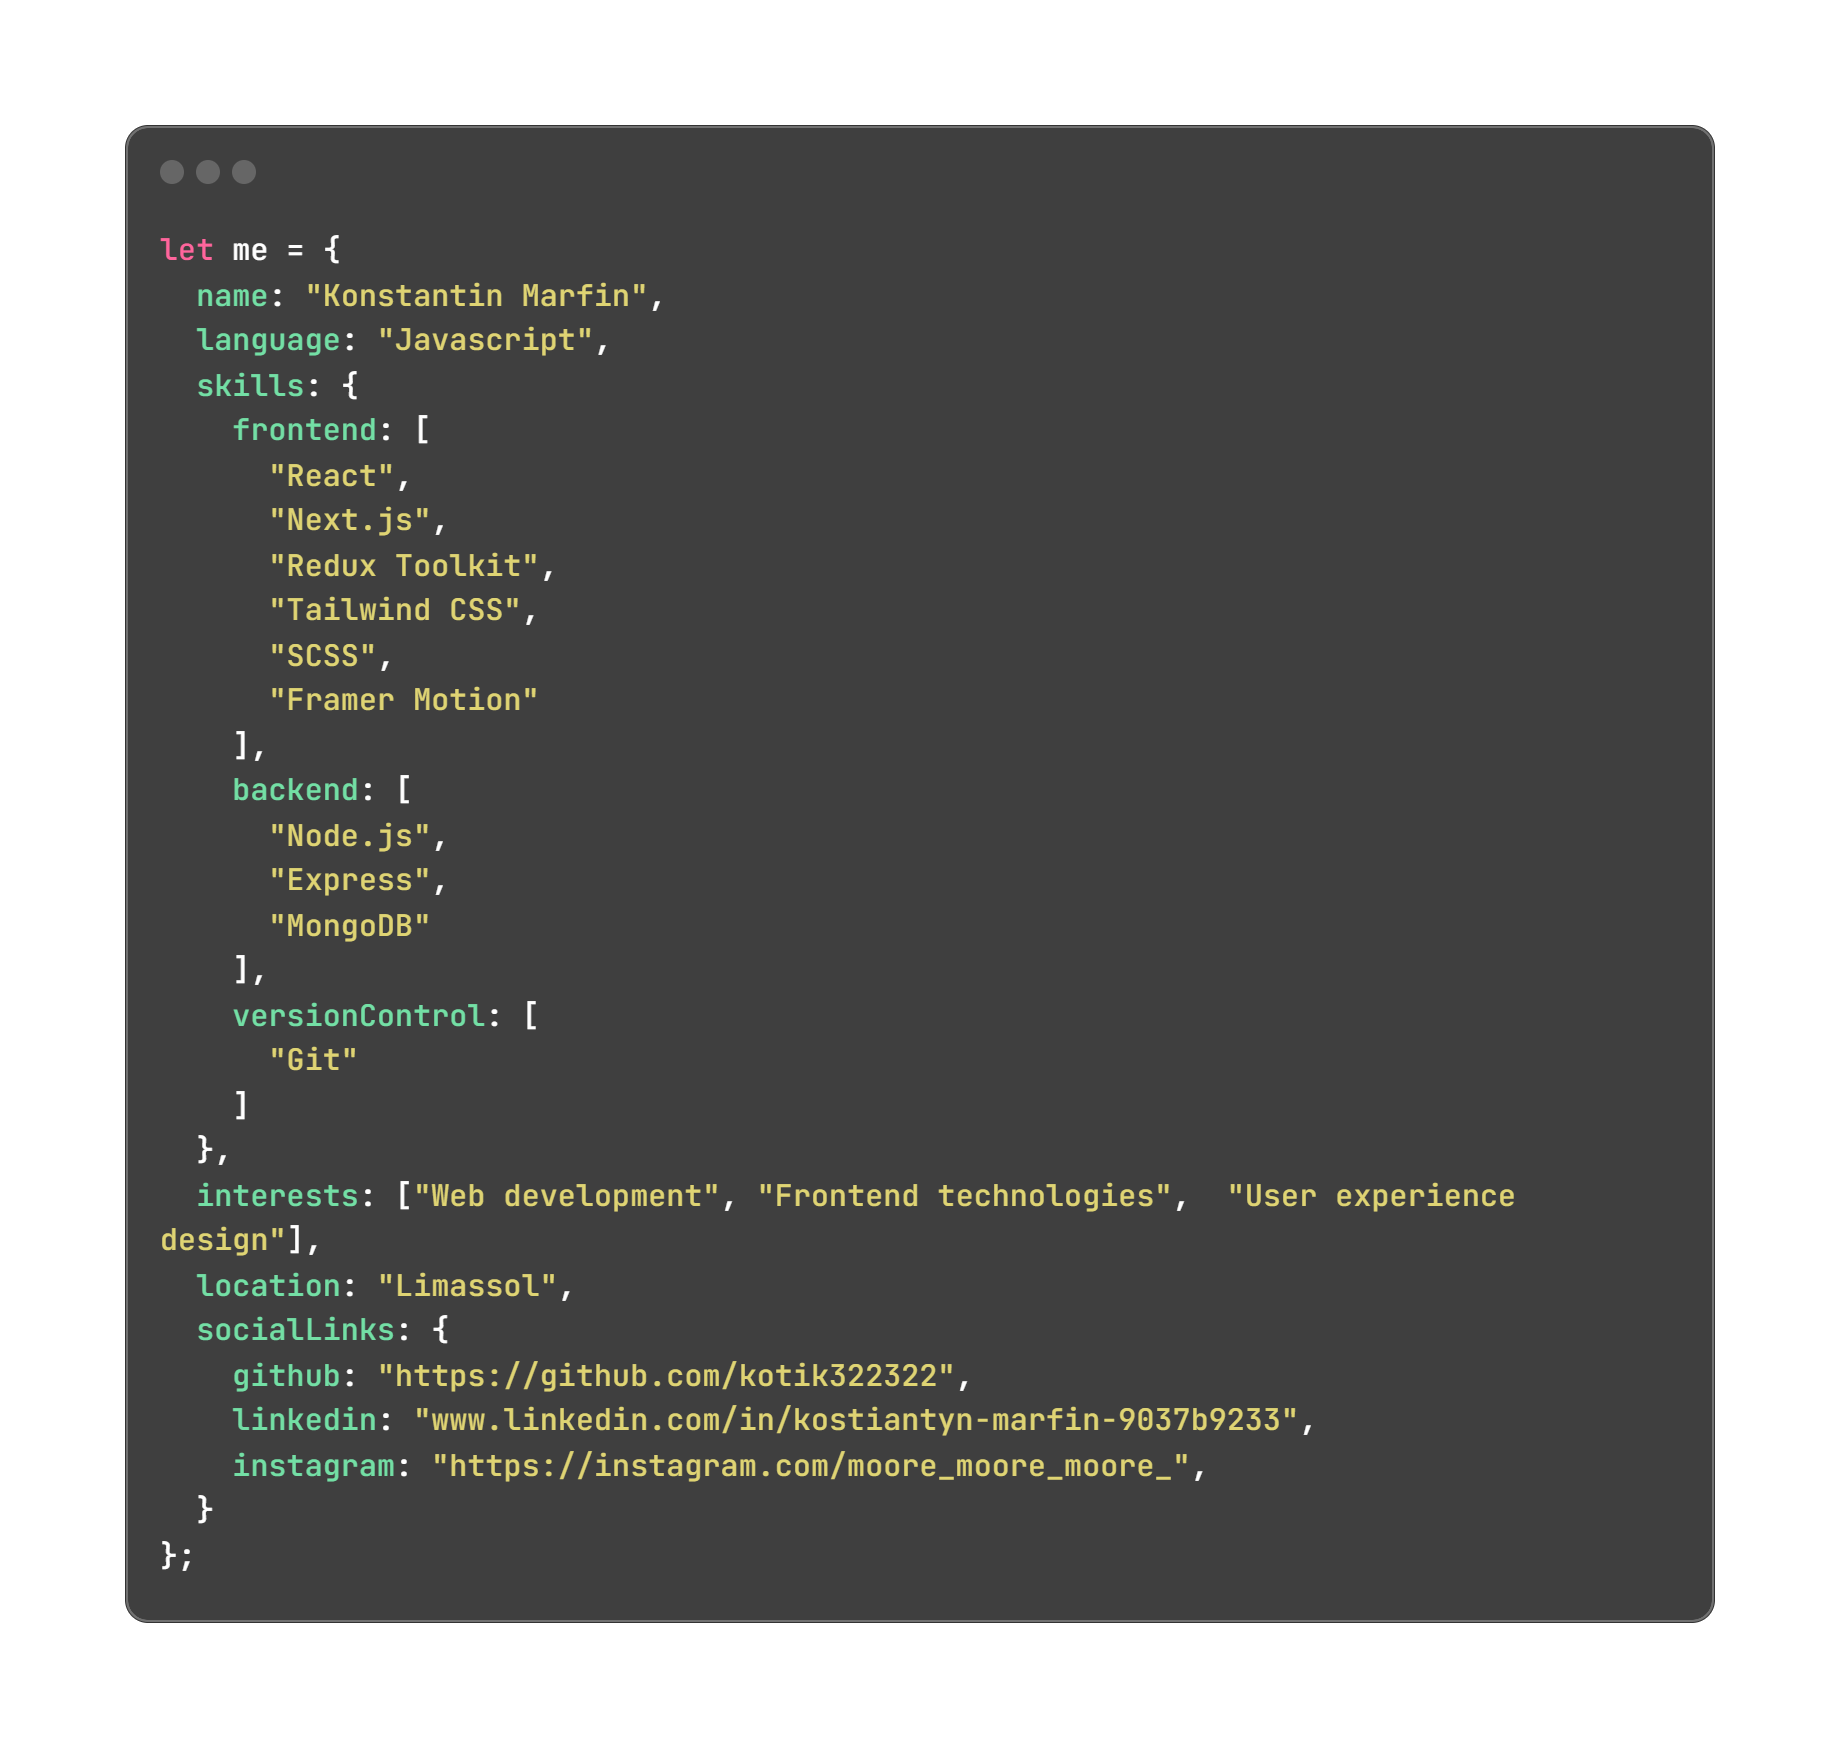 let me = {
  name: "Konstantin Marfin",
  language: "Javascript",
  skills: {
    frontend: [
      "React",
      "Next.js",
      "Redux Toolkit",
      "Tailwind CSS",
      "SCSS",
      "Framer Motion"
    ],
    backend: [
      "Node.js",
      "Express",
      "MongoDB"
    ],
    versionControl: [
      "Git"
    ]
  },
  interests: ["Web development", "Frontend technologies",  "User experience
design"],
  location: "Limassol",
  socialLinks: {
    github: "https://github.com/kotik322322",
    linkedin: "www.linkedin.com/in/kostiantyn-marfin-9037b9233",
    instagram: "https://instagram.com/moore_moore_moore_",
  }
};